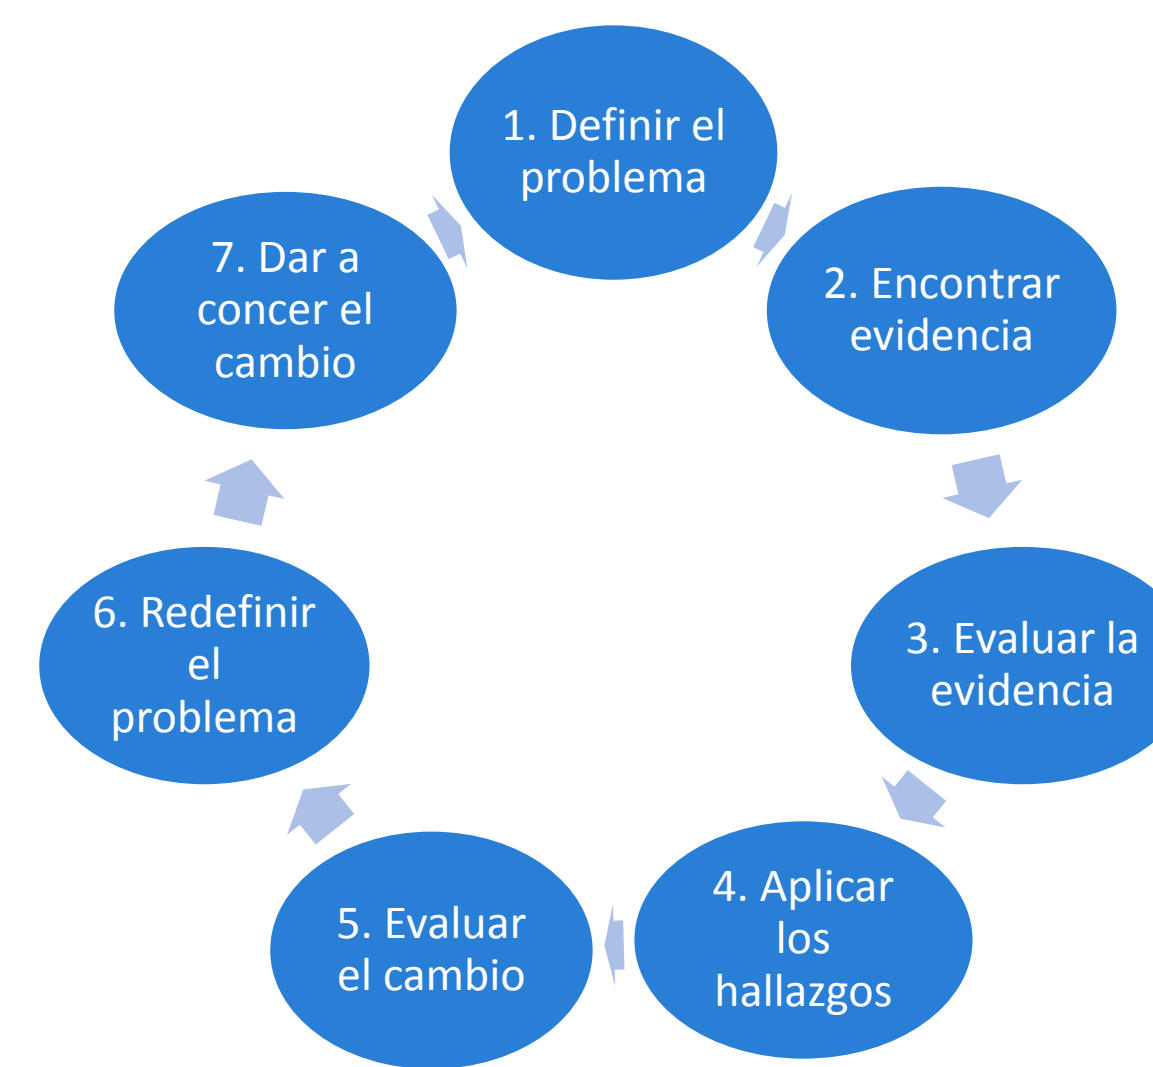 1. Definir el
problema
2. Encontrar
evidencia
3. Evaluar la
evidencia
4. Aplicar
los
hallazgos
5. Evaluar
el cambio
6. Redefinir
el
problema
7. Dar a
concer el
cambio